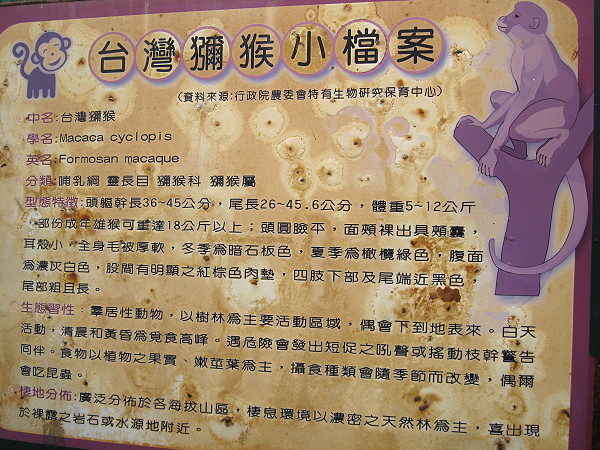 台灣獼猴小檔案
(資料來源:行政院農委會特有生物研究保育中心)
中名:台灣獼猴
學名:Macaca cyclopis
英名:Formosan macaque
分類:哺乳綱 靈長目 獼猴科 獼猴屬
型態特徵:頭軀幹長36~45公分，尾長26~45.6公分，體重5~12公斤
，部份成年雄猴可重達18公斤以上；頭圓臉平，面頰裸出具頰囊，
耳殼小，全身毛被厚軟，冬季為暗石板色，夏季為橄欖綠色，腹面
為濃灰白色，股間有明顯之紅棕色肉墊，四肢下部及尾端近黑色，
尾部粗且長。
生態習性：羣居性動物，以樹林為主要活動區域，偶會下到地表來。白天
活動，清晨和黃昏為覓食高峰。遇危險會發出短促之吼聲或搖動枝幹警告
同伴。食物以植物之果實、嫩莖葉為主，攝食種類會隨季節而改變，偶爾
會吃昆蟲。
棲地分佈:廣泛分佈於各海拔山區，棲息環境以濃密之天然林為主，喜出現
於裸露之岩石或水源地附近。